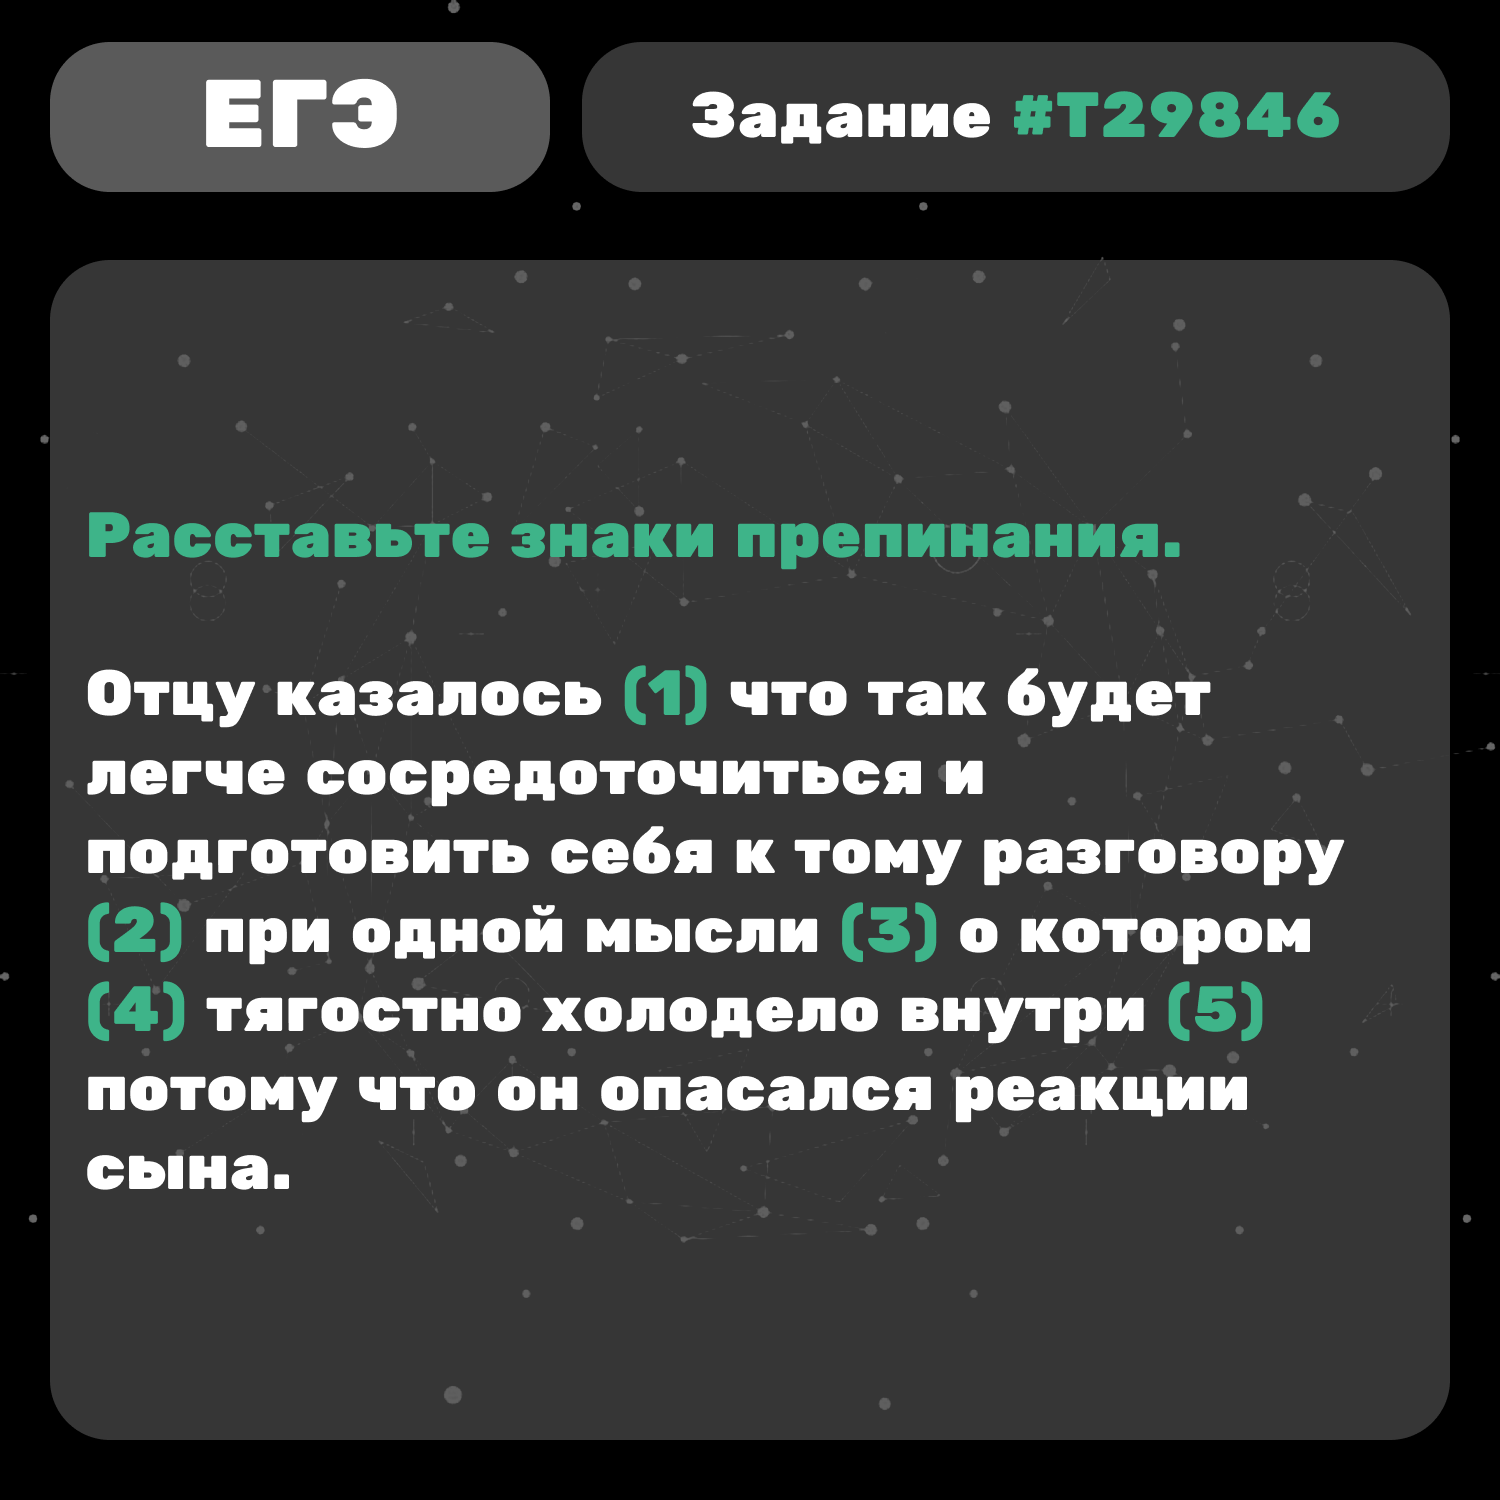 ЕГЭ
Задание #T29846
Расставьте знаки препинания.
Отцу казалось (1) что так будет
легче сосредоточиться и
подготовить себя к тому разговору
(2) при одной мысли (3) о котором
(4) тягостно холодело внутри (5)
потому что он опасался реакции
сына.